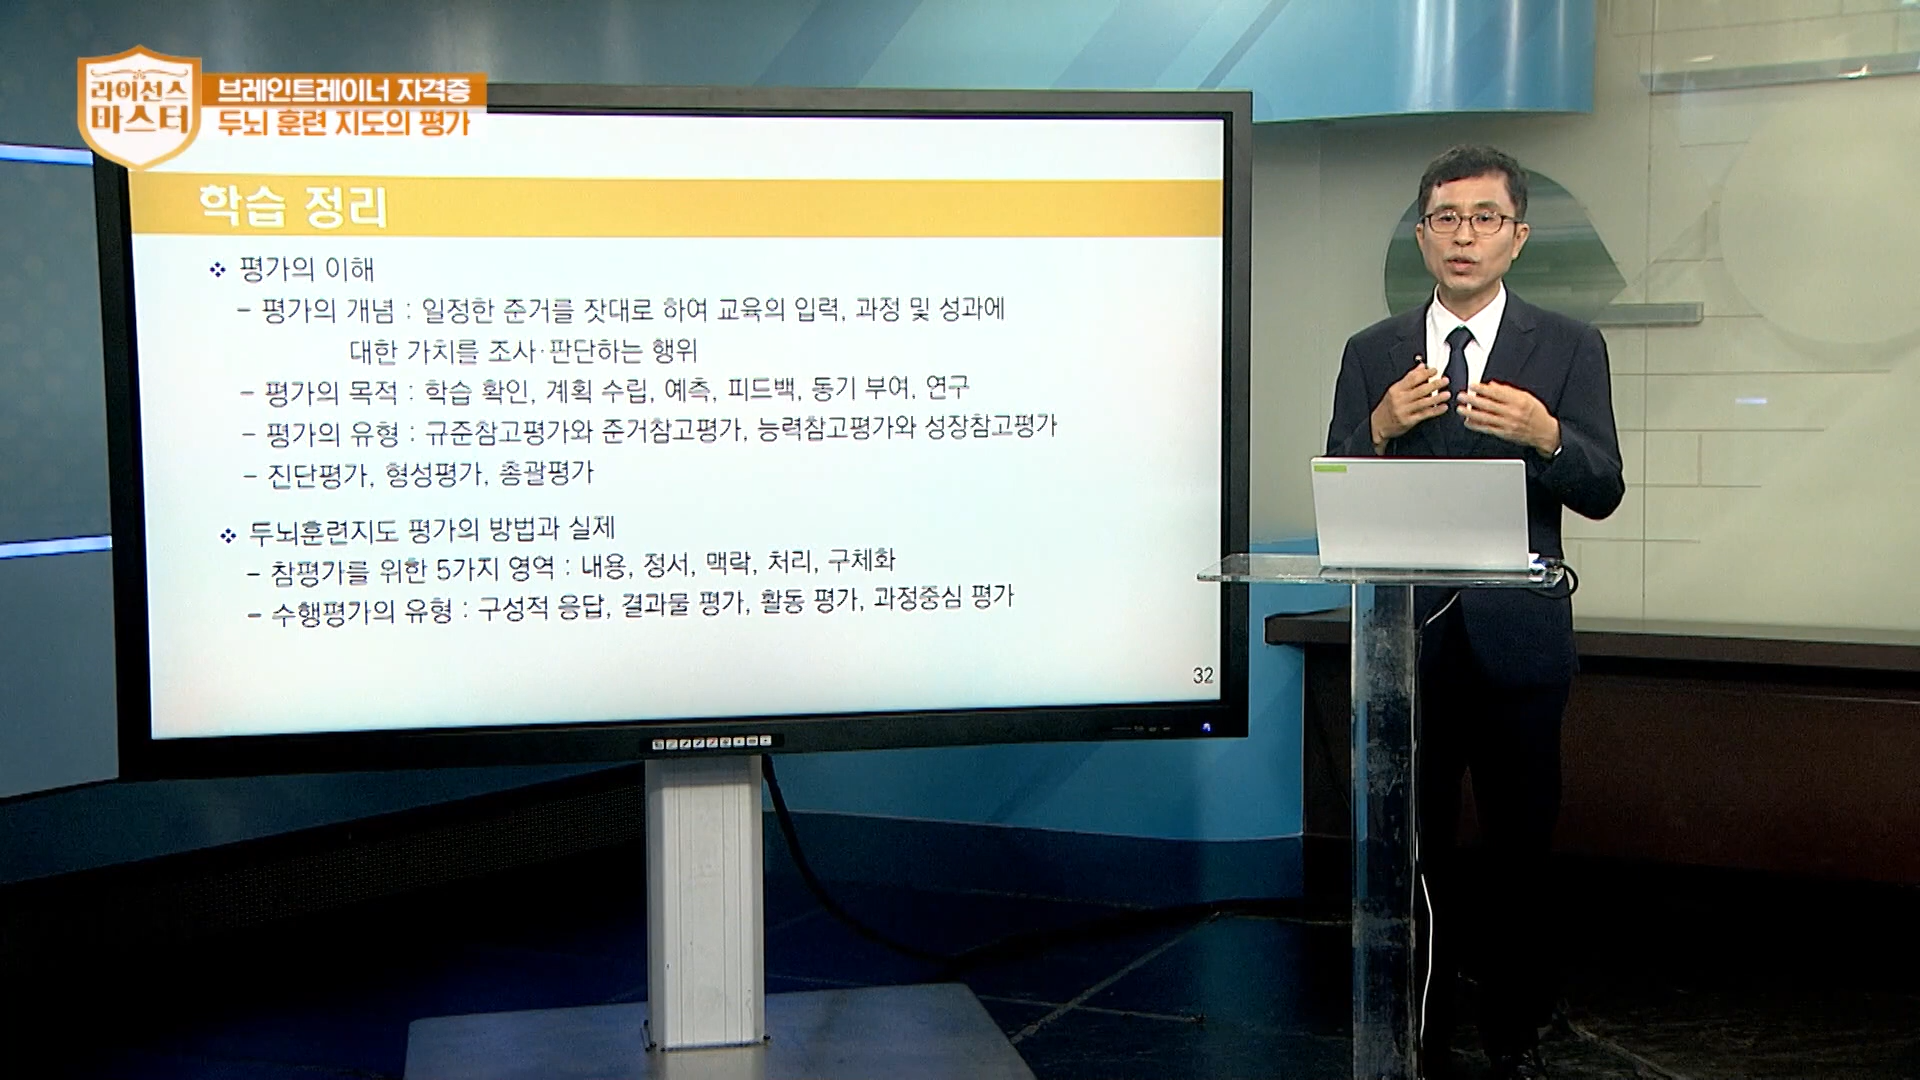 라이선스
마스터
브레인트레이너 자격증
두뇌 훈련 지도의 평가
학습 정리
❖ 평가의 이해
– 평가의 개념 : 일정한 준거를 잣대로 하여 교육의 입력, 과정 및 성과에
대한 가치를 조사·판단하는 행위
– 평가의 목적 : 학습 확인, 계획 수립, 예측, 피드백, 동기 부여, 연구
– 평가의 유형 : 규준참고평가와 준거참고평가, 능력참고평가와 성장참고평가
– 진단평가, 형성평가, 총괄평가
❖ 두뇌훈련지도 평가의 방법과 실제
– 참평가를 위한 5가지 영역 : 내용, 정서, 맥락, 처리, 구체화
– 수행평가의 유형 : 구성적 응답, 결과물 평가, 활동 평가, 과정중심 평가
32